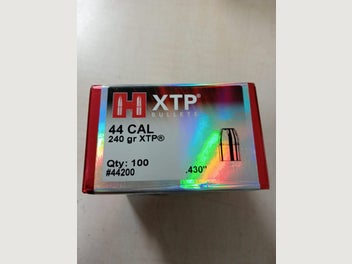 H XTP®
BULLETS
44 CAL
240 gr XTP®
Qty: 100
#44200
.430"